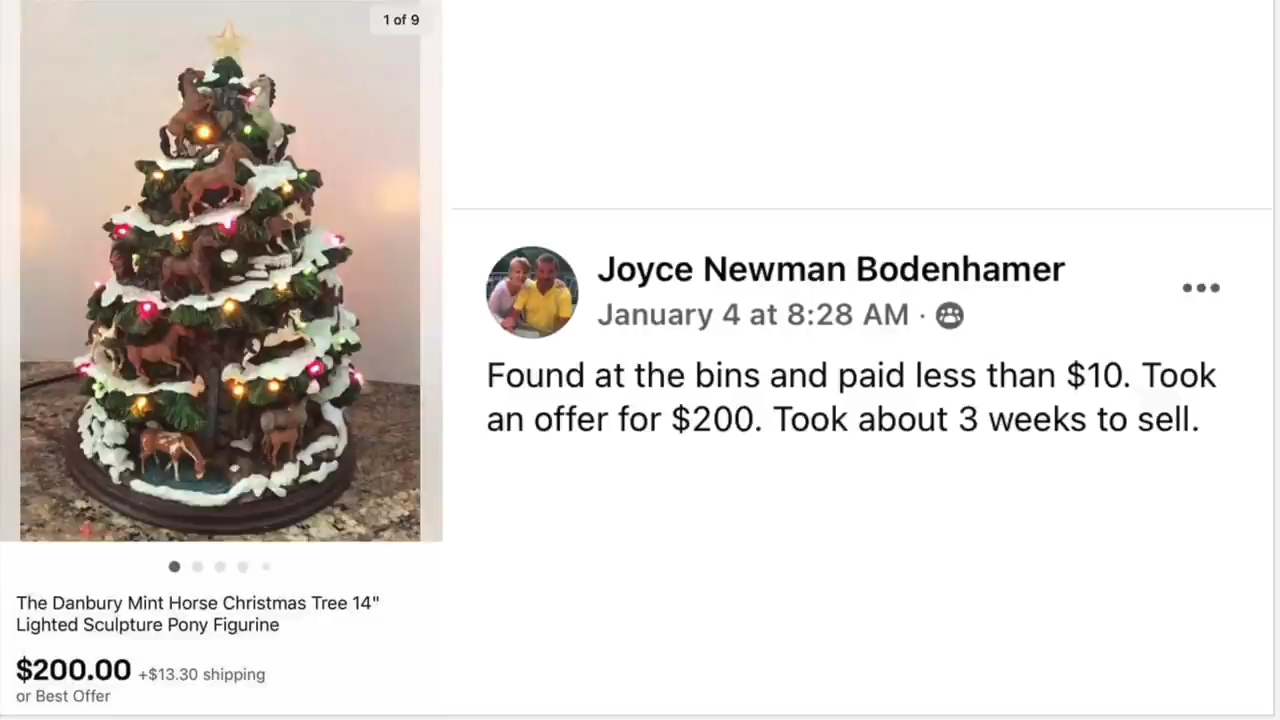 1 of 9
The Danbury Mint Horse Christmas Tree 14"
Lighted Sculpture Pony Figurine
$200.00 +$13.30 shipping
or Best Offer
Joyce Newman Bodenhamer
January 4 at 8:28 AM ·
Found at the bins and paid less than $10. Took
an offer for $200. Took about 3 weeks to sell.